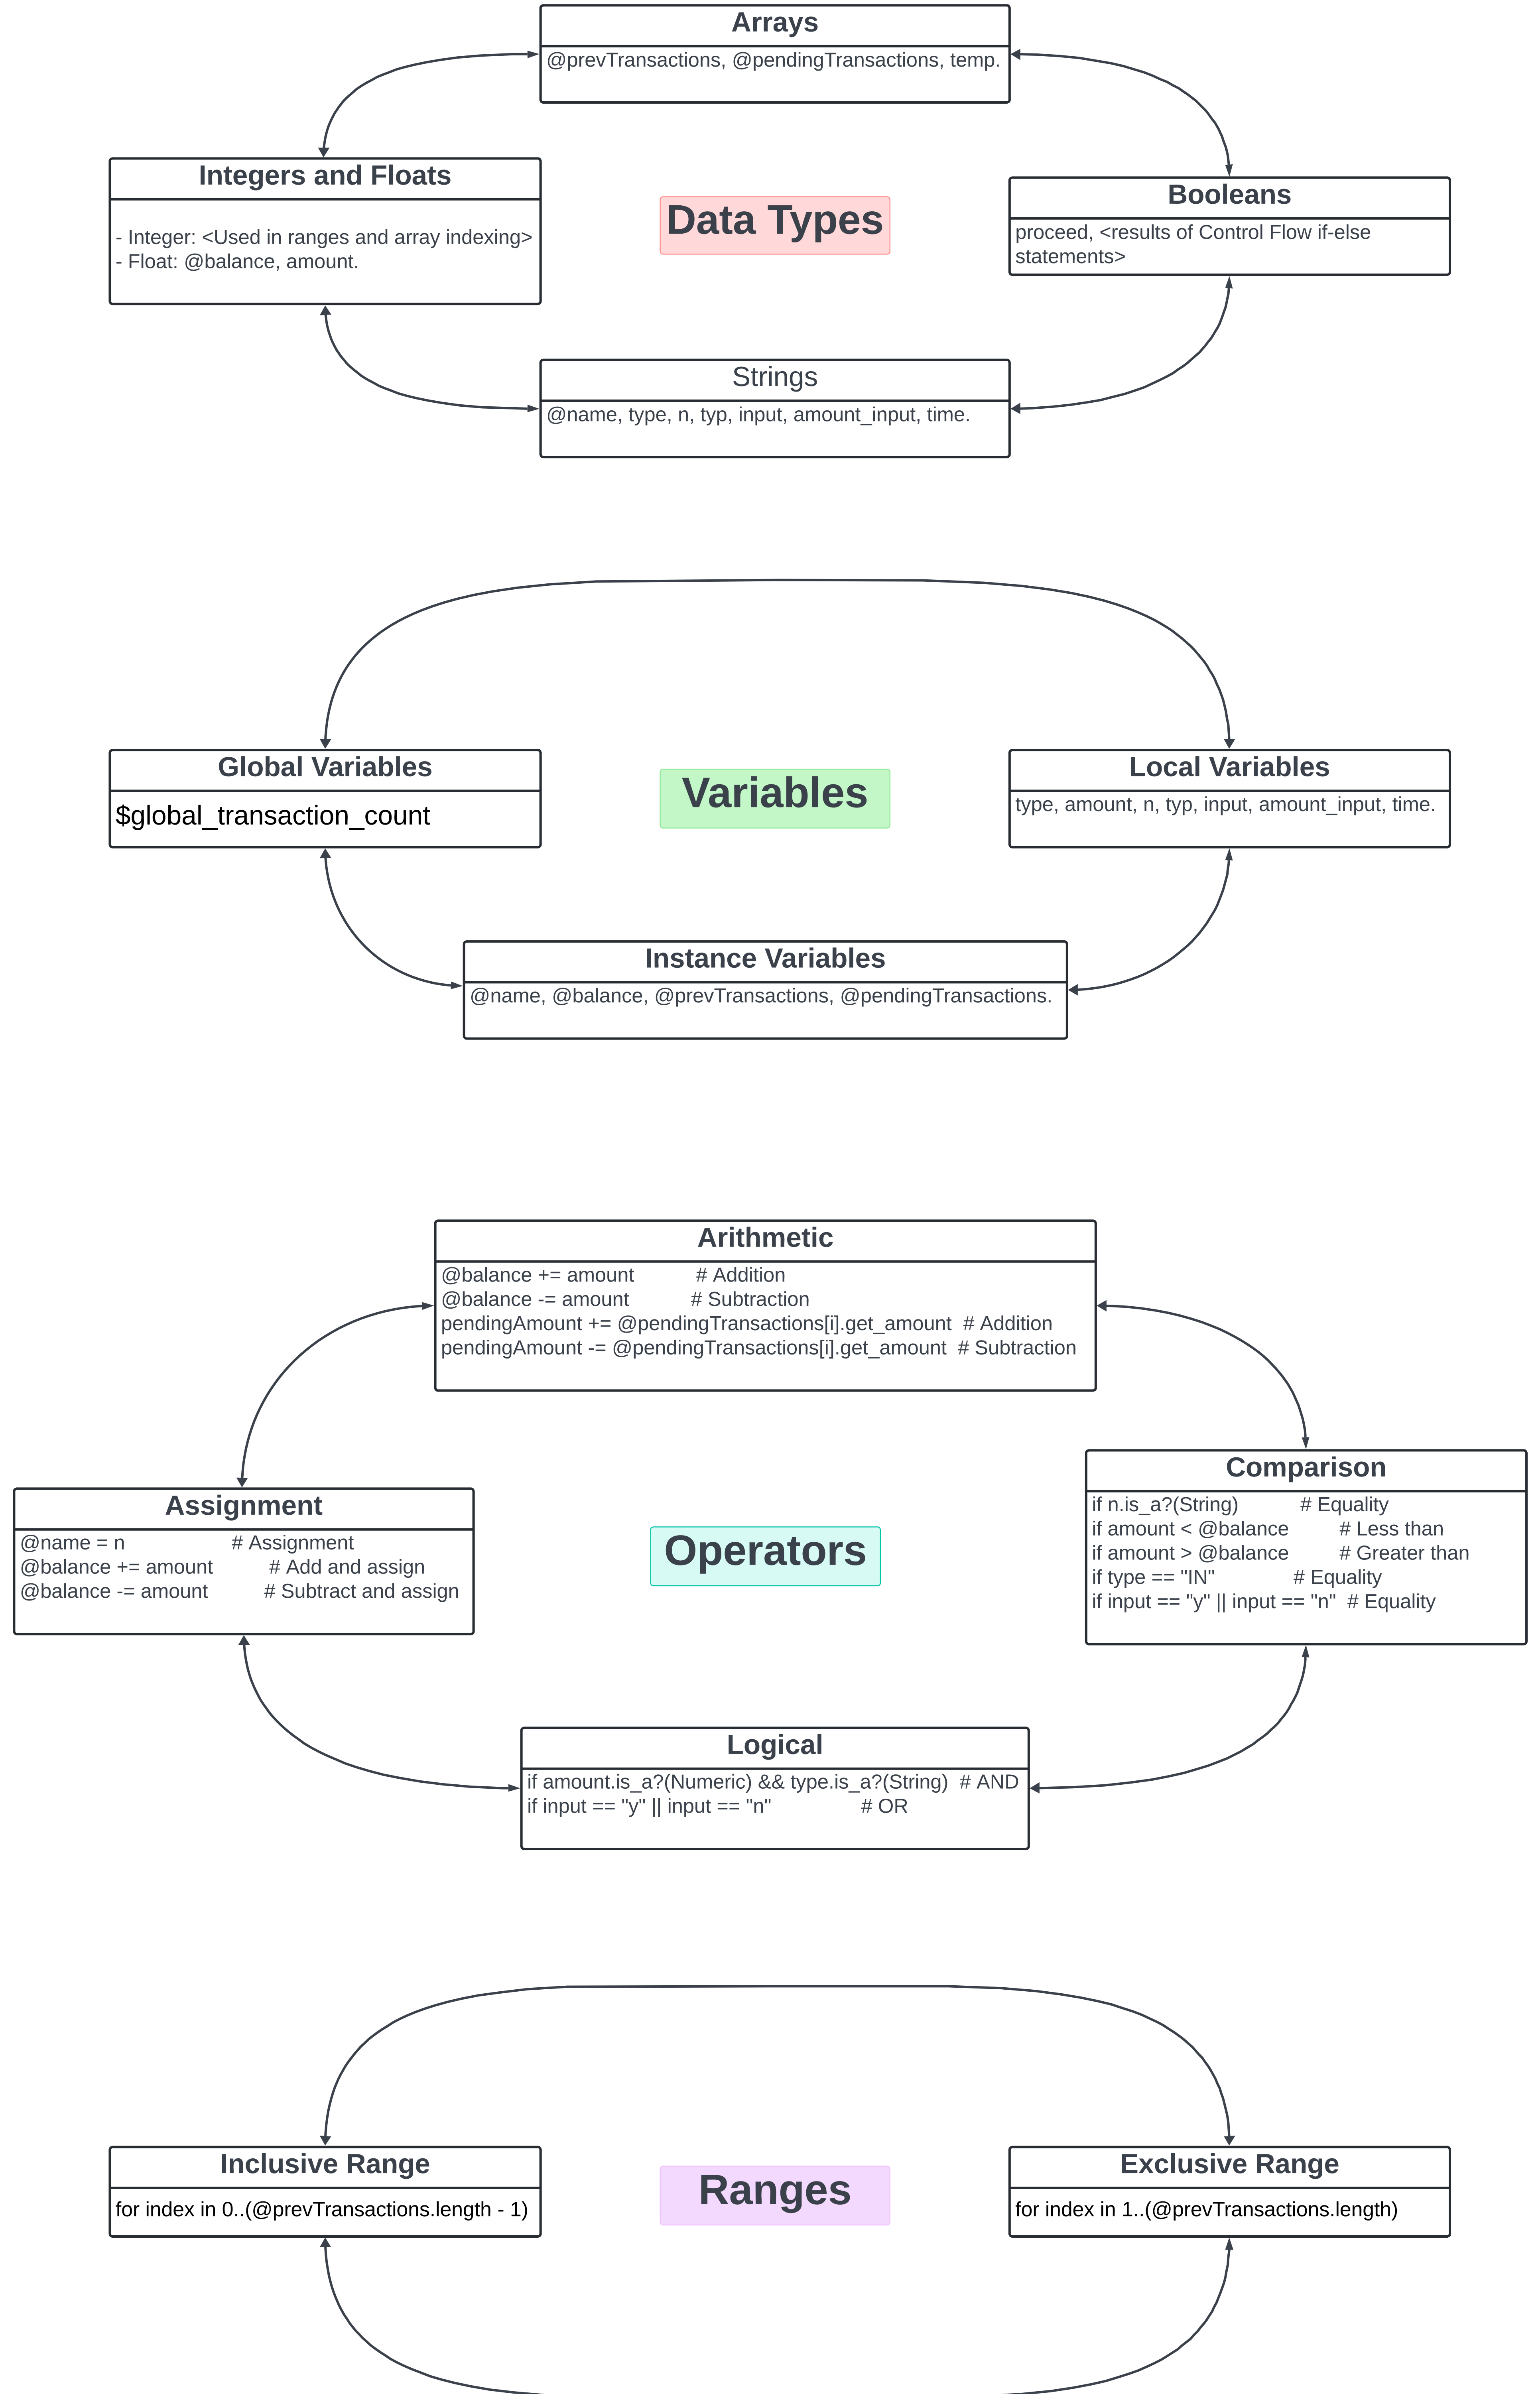 Arrays
@prevTransactions, @pendingTransactions, temp.
Integers and Floats
- Integer: <Used in ranges and array indexing>
- Float: @balance, amount.
Data Types
Booleans
proceed, <results of Control Flow if-else
statements>
Strings
@name, type, n, typ, input, amount_input, time.
Global Variables
$global_transaction_count
Variables
Local Variables
type, amount, n, typ, input, amount_input, time.
Instance Variables
@name, @balance, @prevTransactions, @pendingTransactions.
Arithmetic
@balance += amount # Addition
@balance -= amount # Subtraction
pendingAmount += @pendingTransactions[i].get_amount # Addition
pendingAmount -= @pendingTransactions[i].get_amount # Subtraction
Assignment
@name = n # Assignment
@balance += amount # Add and assign
@balance -= amount # Subtract and assign
Operators
Comparison
if n.is_a?(String) # Equality
if amount < @balance # Less than
if amount > @balance # Greater than
if type == "IN" # Equality
if input == "y" || input == "n" # Equality
Logical
if amount.is_a?(Numeric) && type.is_a?(String) # AND
if input == "y" || input == "n" # OR
Inclusive Range
for index in 0..(@prevTransactions.length - 1)
Ranges
Exclusive Range
for index in 1..(@prevTransactions.length)